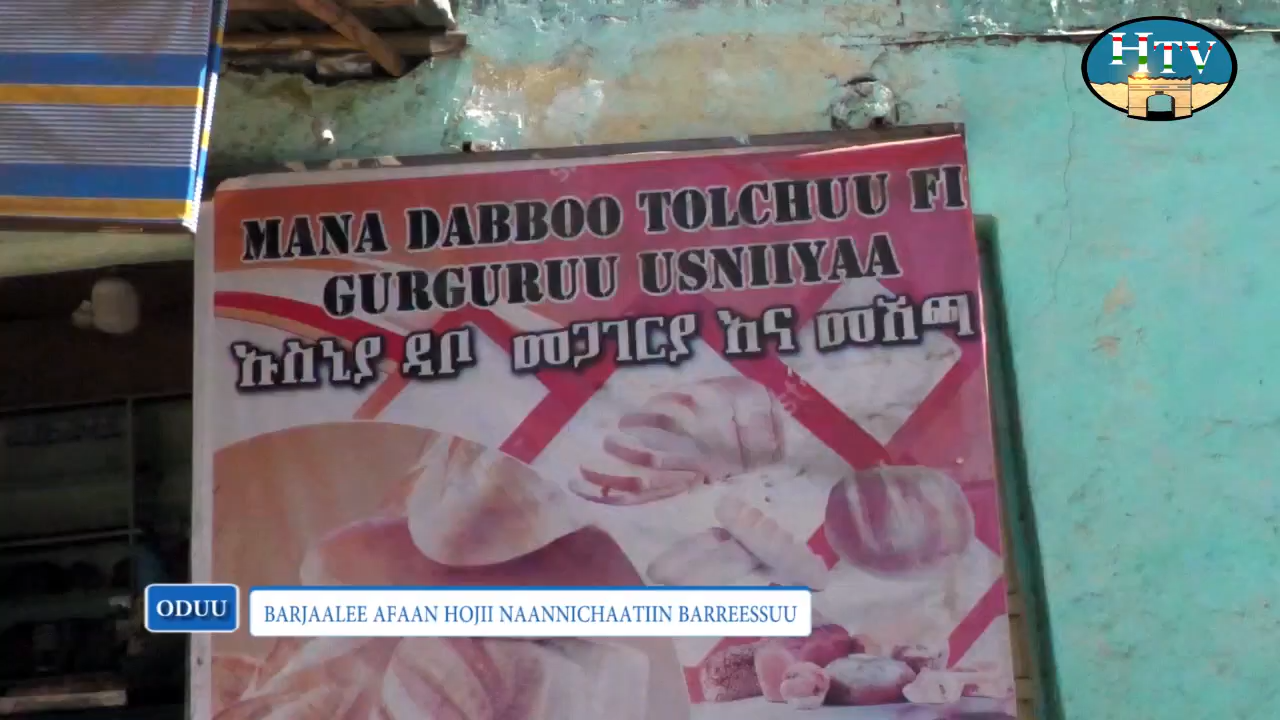 HTV
MANA DABBOO TOLCHUU FI
GURGURUU USNIIYAA
ኡስኒያ ዳቦ መጋገርያ እና መሸጫ
ODUU
BARJAALEE AFAAN HOJII NAANNICHAATIIN BARREESSUU